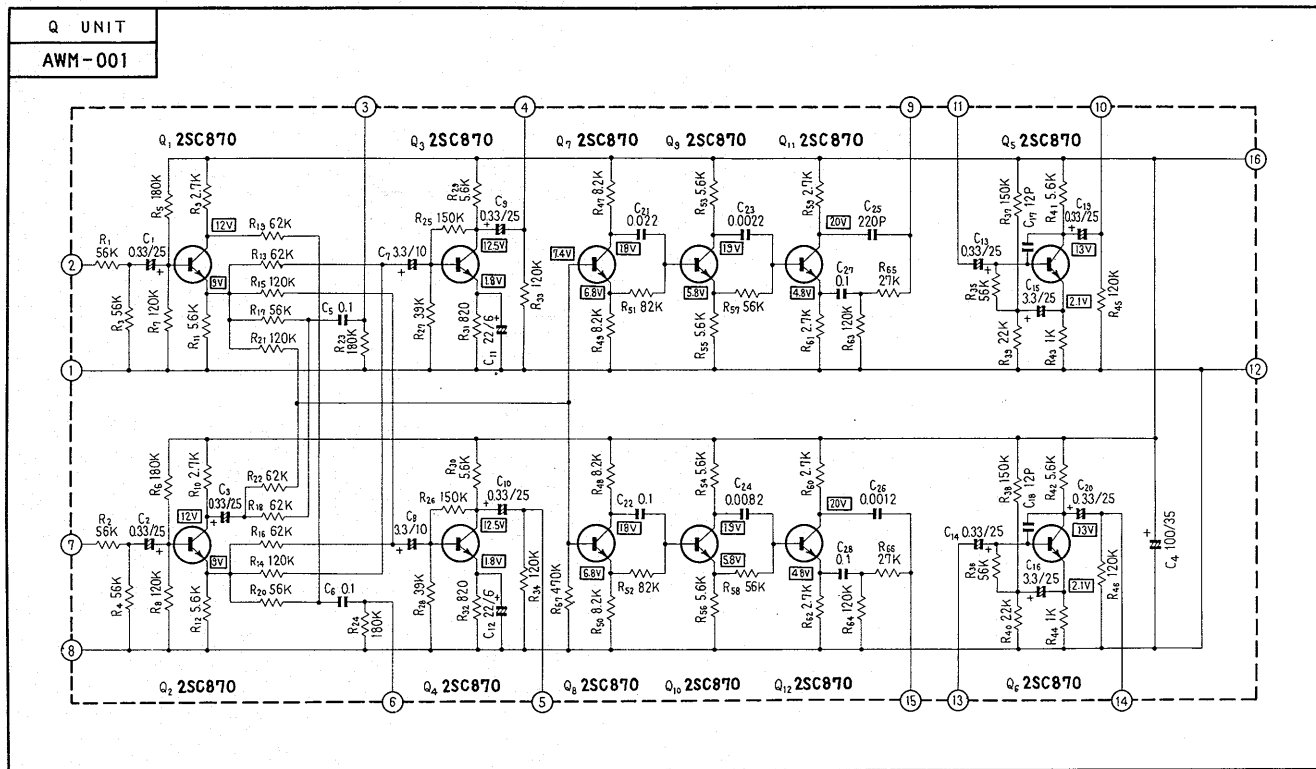 Q UNIT
AWM-001
3
4
9
11
10
Q1 2SC870
Q3 2SC870
Q7 2SC870
Q9 2SC870
Q11 2SC870
Q5 2SC870
16
R5 180K
R9 2.7K
12V
R19 62K
R13 62K
R15 120K
R17 56K
R21 120K
R1 56K
C1 0.33/25
2
R3 56K
R7 120K
9V
R11 5.6K
C5 0.1
R23 180K
C7 3.3/10
R25 150K
R29 5.6K
C9 0.33/25
12.5V
1.8V
R27 39K
R31 820
C11 22/6
R33 120K
7.4V
R47 8.2K
C21 0.022
18V
6.8V
R49 8.2K
R51 82K
R53 5.6K
C23 0.0022
19V
5.8V
R55 5.6K
R57 56K
R59 2.7K
20V
C25 220P
4.8V
C27 0.1
R65 27K
R61 2.7K
R63 120K
C13 0.33/25
R35 56K
R37 150K
C17 12P
R41 5.6K
C19 0.33/25
13V
C15 3.3/25
2.1V
R39 22K
R43 1K
R45 120K
1
12
R6 180K
R10 2.7K
12V
C3 0.33/25
R22 62K
R18 62K
R16 62K
R14 120K
R20 56K
R2 56K
C2 0.33/25
7
R4 56K
R8 120K
9V
R12 5.6K
C6 0.1
R24 180K
C8 3.3/10
R26 150K
R30 5.6K
C10 0.33/25
12.5V
1.8V
R28 39K
R32 820
C12 22/6
R34 120K
R67 470K
R48 8.2K
C22 0.1
18V
6.8V
R50 8.2K
R52 82K
R54 5.6K
C24 0.0082
19V
5.8V
R56 5.6K
R58 56K
R60 2.7K
20V
C26 0.0012
4.8V
C28 0.1
R66 27K
R62 2.7K
R64 120K
C14 0.33/25
R36 56K
R38 150K
C18 12P
R42 5.6K
C20 0.33/25
13V
C16 3.3/25
2.1V
R40 22K
R44 1K
R46 120K
C4 100/35
8
Q2 2SC870
Q4 2SC870
Q8 2SC870
Q10 2SC870
Q12 2SC870
Q6 2SC870
6
5
15
13
14